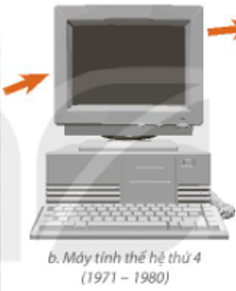 b. Máy tính thế hệ thứ 4
(1971 – 1980)